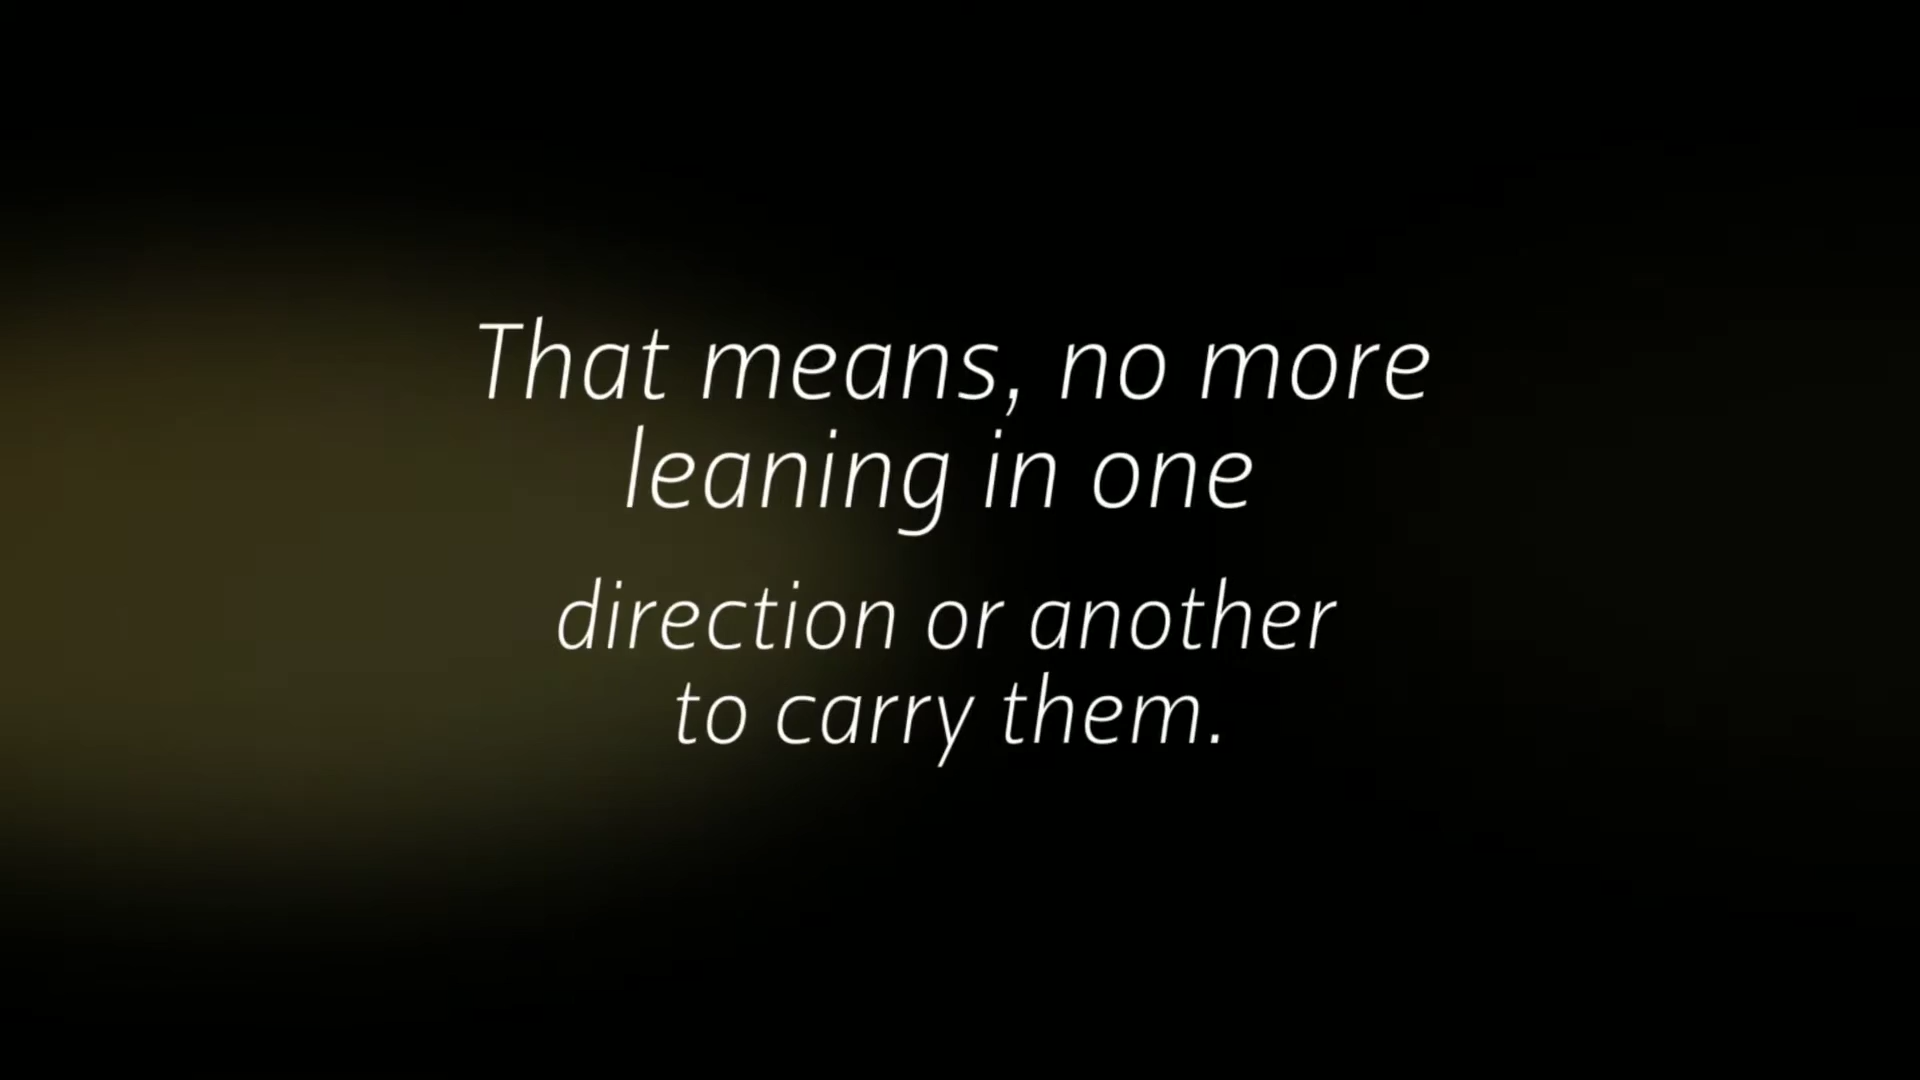 That means, no more
leaning in one
direction or another
to carry them.